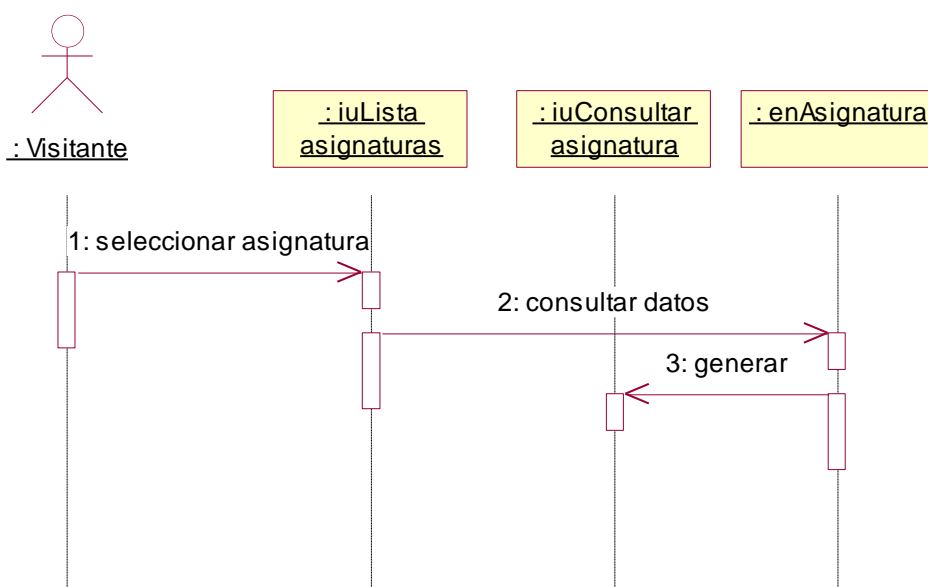 : Visitante
: iuLista
asignaturas
: iuConsultar
asignatura
: enAsignatura
1: seleccionar asignatura
2: consultar datos
3: generar